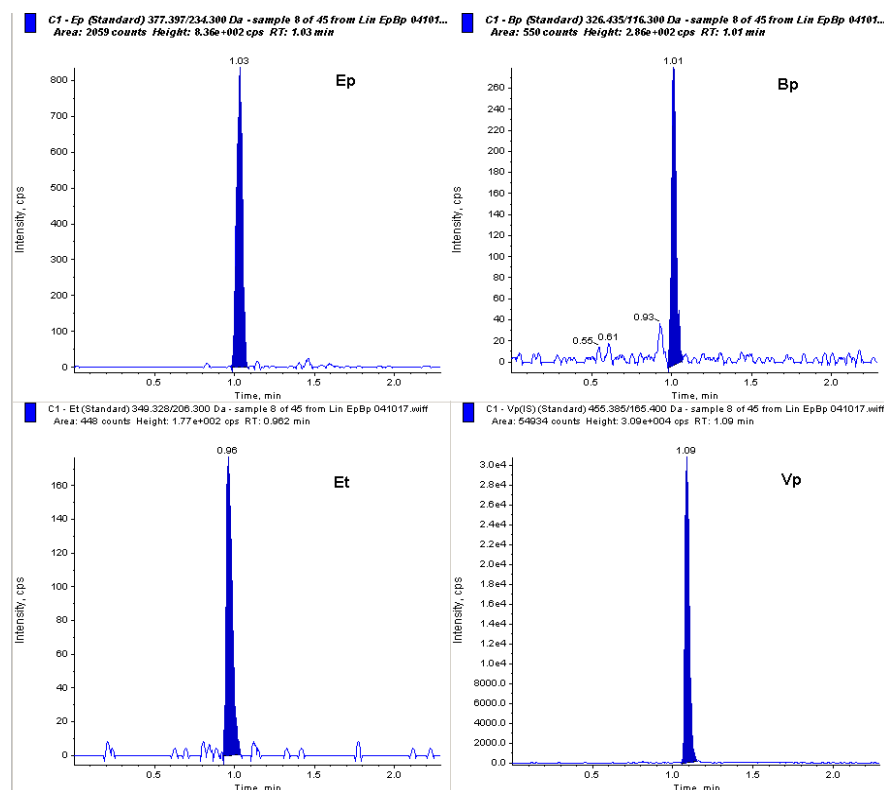 C1 - Ep (Standard) 377.397/234.300 Da - sample 8 of 45 from Lin EpBp 04101...
Area: 2059 counts Height: 8.36e+002 cps RT: 1.03 min
1.03
Ep
800
700
600
500
400
300
200
100
0
Intensity, cps
0.5 1.0 1.5 2.0
Time, min
C1 - Bp (Standard) 326.435/116.300 Da - sample 8 of 45 from Lin EpBp 04101...
Area: 550 counts Height: 2.86e+002 cps RT: 1.01 min
1.01
Bp
260
240
220
200
180
160
140
120
100
80
60
40
20
0
Intensity, cps
0.55 0.61 0.93
0.5 1.0 1.5 2.0
Time, min
C1 - Et (Standard) 349.328/206.300 Da - sample 8 of 45 from Lin EpBp 041017.wiff
Area: 448 counts Height: 1.77e+002 cps RT: 0.962 min
0.96
Et
160
140
120
100
80
60
40
20
0
Intensity, cps
0.5 1.0 1.5 2.0
Time, min
C1 - Vp(IS) (Standard) 455.385/165.400 Da - sample 8 of 45 from Lin EpBp 041017.wiff
Area: 54934 counts Height: 3.09e+004 cps RT: 1.09 min
1.09
Vp
3.0e4
2.8e4
2.6e4
2.4e4
2.2e4
2.0e4
1.8e4
1.6e4
1.4e4
1.2e4
1.0e4
8000.0
6000.0
4000.0
2000.0
0.0
Intensity, cps
0.5 1.0 1.5 2.0
Time, min